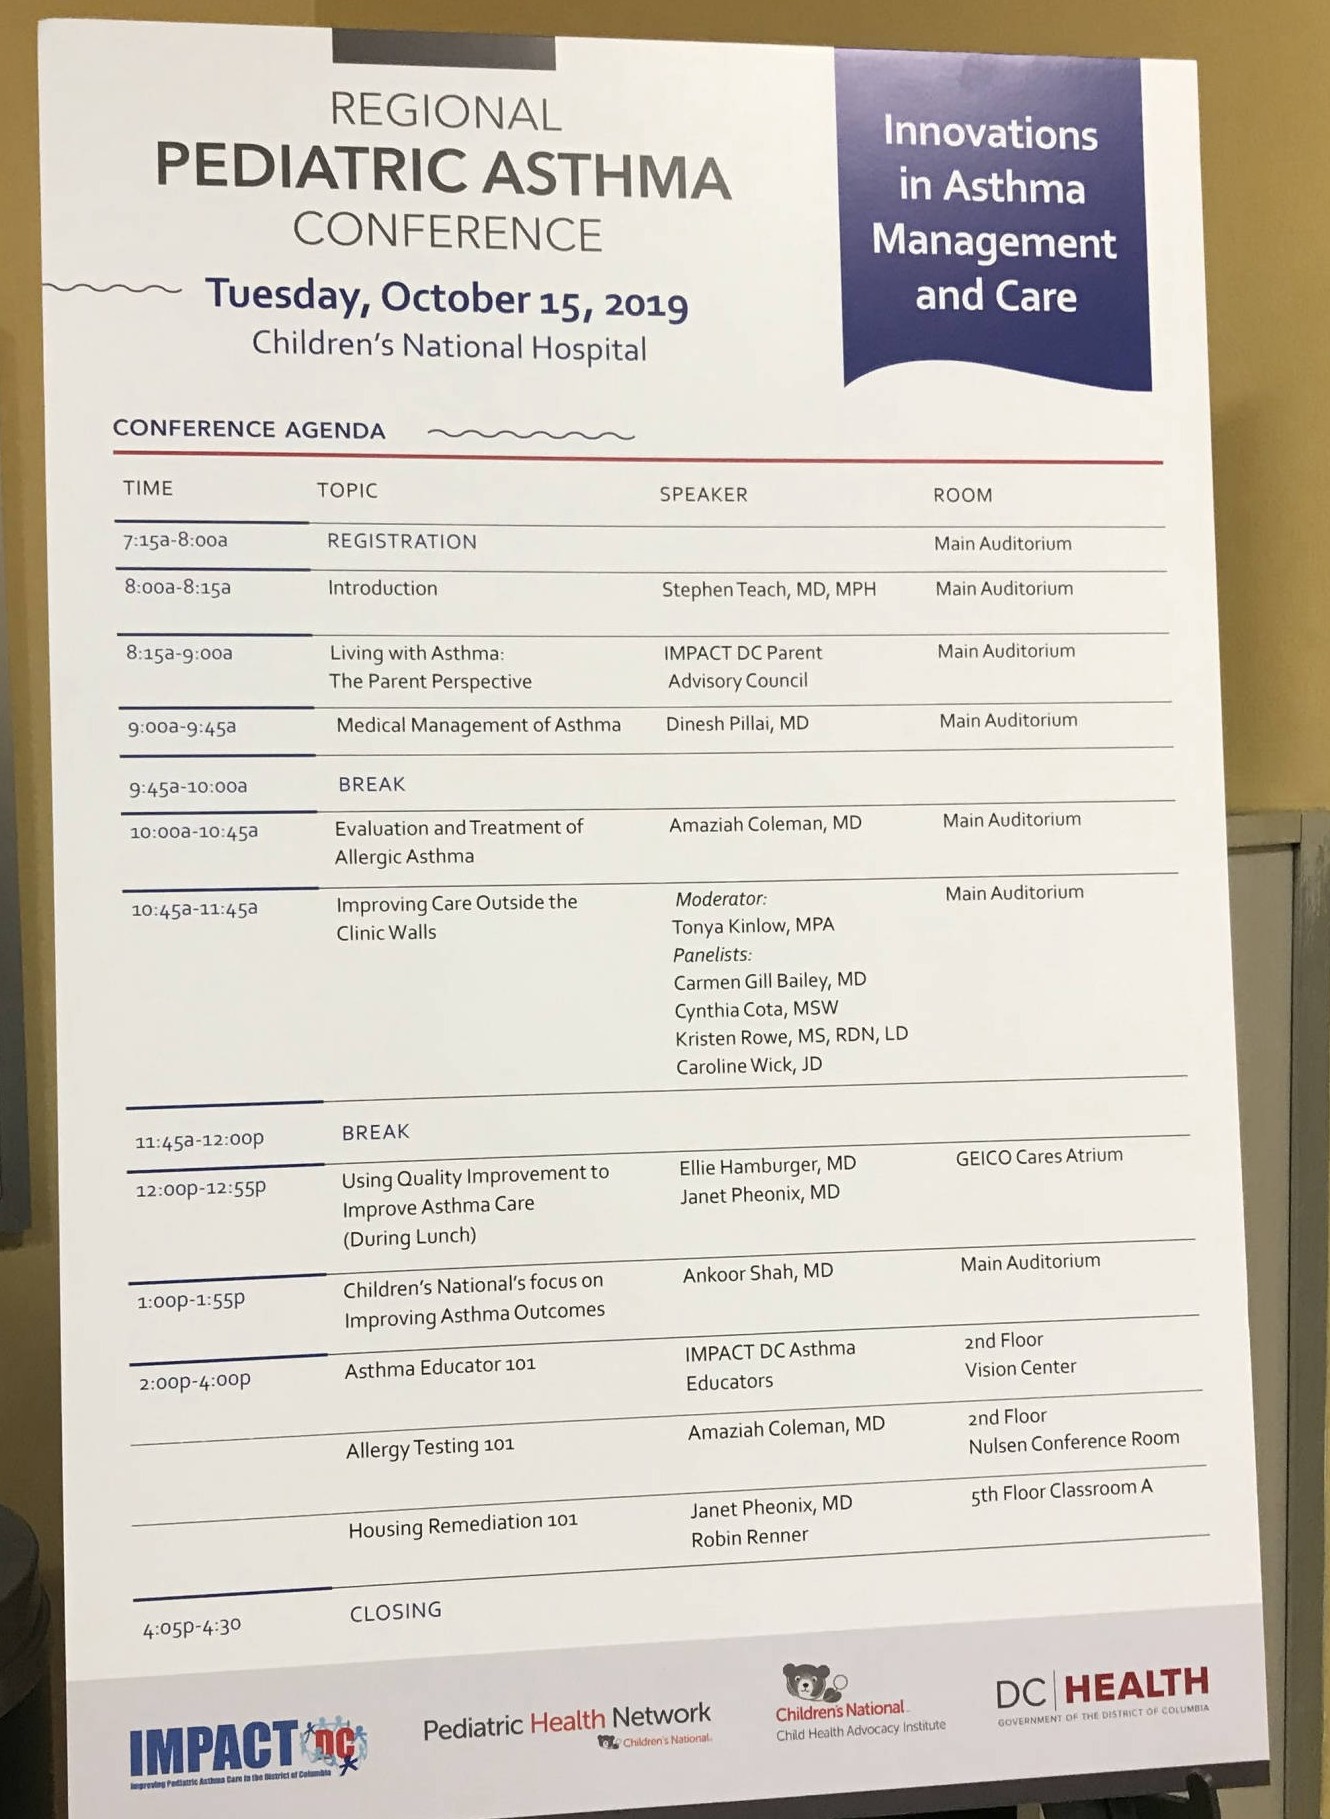 REGIONAL
PEDIATRIC ASTHMA
CONFERENCE
Tuesday, October 15, 2019
Children's National Hospital
Innovations
in Asthma
Management
and Care
CONFERENCE AGENDA
TIME TOPIC SPEAKER ROOM
7:15a-8:00a REGISTRATION Main Auditorium
8:00a-8:15a Introduction Stephen Teach, MD, MPH Main Auditorium
8:15a-9:00a Living with Asthma: IMPACT DC Parent Main Auditorium
The Parent Perspective Advisory Council
9:00a-9:45a Medical Management of Asthma Dinesh Pillai, MD Main Auditorium
9:45a-10:00a BREAK
10:00a-10:45a Evaluation and Treatment of Amaziah Coleman, MD Main Auditorium
Allergic Asthma
10:45a-11:45a Improving Care Outside the Moderator: Main Auditorium
Clinic Walls Tonya Kinlow, MPA
Panelists:
Carmen Gill Bailey, MD
Cynthia Cota, MSW
Kristen Rowe, MS, RDN, LD
Caroline Wick, JD
11:45a-12:00p BREAK
12:00p-12:55p Using Quality Improvement to Ellie Hamburger, MD GEICO Cares Atrium
Improve Asthma Care Janet Pheonix, MD
(During Lunch)
1:00p-1:55p Children's National's focus on Ankoor Shah, MD Main Auditorium
Improving Asthma Outcomes
2:00p-4:00p Asthma Educator 101 IMPACT DC Asthma 2nd Floor
Educators Vision Center
Allergy Testing 101 Amaziah Coleman, MD 2nd Floor
Nulsen Conference Room
Housing Remediation 101 Janet Pheonix, MD 5th Floor Classroom A
Robin Renner
4:05p-4:30 CLOSING
IMPACT DC
Improving Pediatric Asthma Care in the District of Columbia
Pediatric Health Network
Children's National.
Children's National
Child Health Advocacy Institute
DC HEALTH
GOVERNMENT OF THE DISTRICT OF COLUMBIA